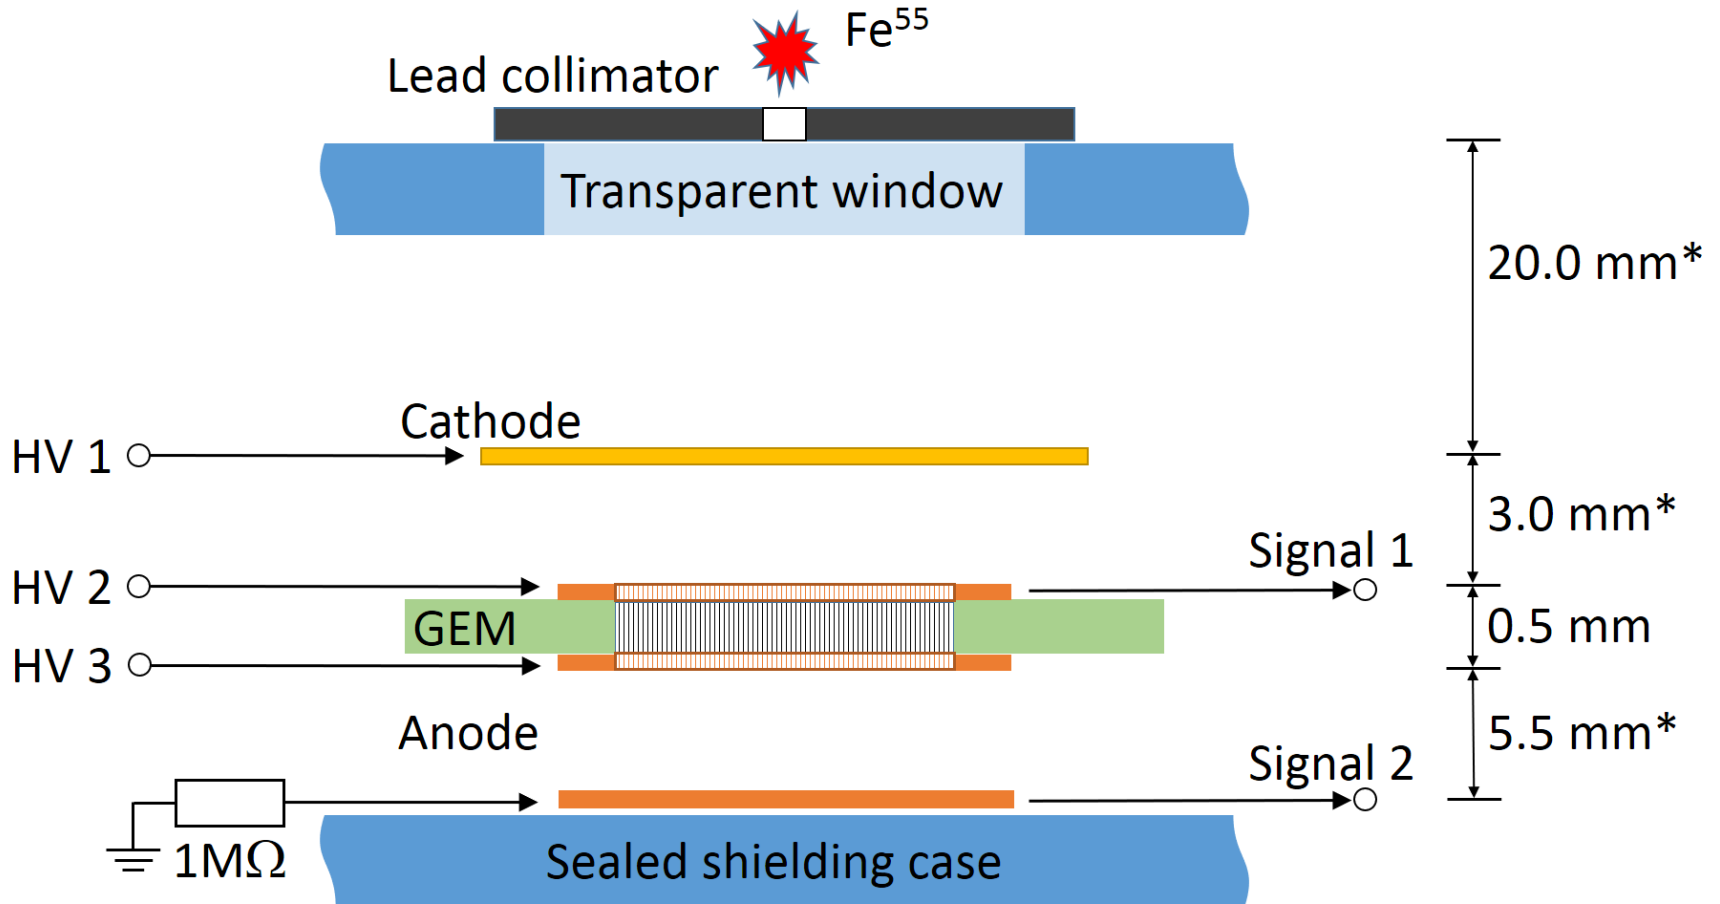 Fe55
Lead collimator
Transparent window
20.0 mm*
Cathode
HV 1
3.0 mm*
Signal 1
HV 2
GEM
0.5 mm
HV 3
Anode
5.5 mm*
Signal 2
1MΩ
Sealed shielding case